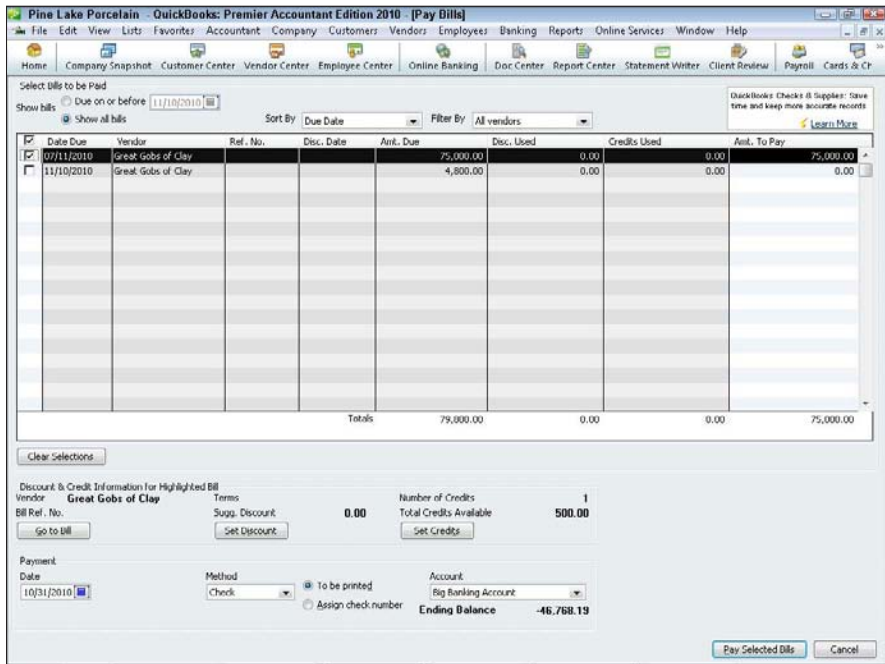 Pine Lake Porcelain - QuickBooks: Premier Accountant Edition 2010 - [Pay Bills]
File Edit View Lists Favorites Accountant Company Customers Vendors Employees Banking Reports Online Services Window Help
Home Company Snapshot Customer Center Vendor Center Employee Center Online Banking Doc Center Report Center Statement Writer Client Review Payroll Cards & Ch
Select Bills to be Paid
Show bills Due on or before 11/10/2010
Show all bills
Sort By Due Date Filter By All vendors
QuickBooks Checks & Supplies: Save
time and keep more accurate records
Learn More
Date Due Vendor Ref. No. Disc. Date Amt. Due Disc. Used Credits Used Amt. To Pay
07/11/2010 Great Gobs of Clay 75,000.00 0.00 0.00 75,000.00
11/10/2010 Great Gobs of Clay 4,800.00 0.00 0.00 0.00
Totals 79,800.00 0.00 0.00 75,000.00
Clear Selections
Discount & Credit Information for Highlighted Bill
Vendor Great Gobs of Clay Terms Number of Credits 1
Bill Ref. No. Sugg. Discount 0.00 Total Credits Available 500.00
Go to Bill Set Discount Set Credits
Payment
Date Method Account
10/31/2010 Check To be printed Big Banking Account
Assign check number Ending Balance -46,768.19
Pay Selected Bills Cancel